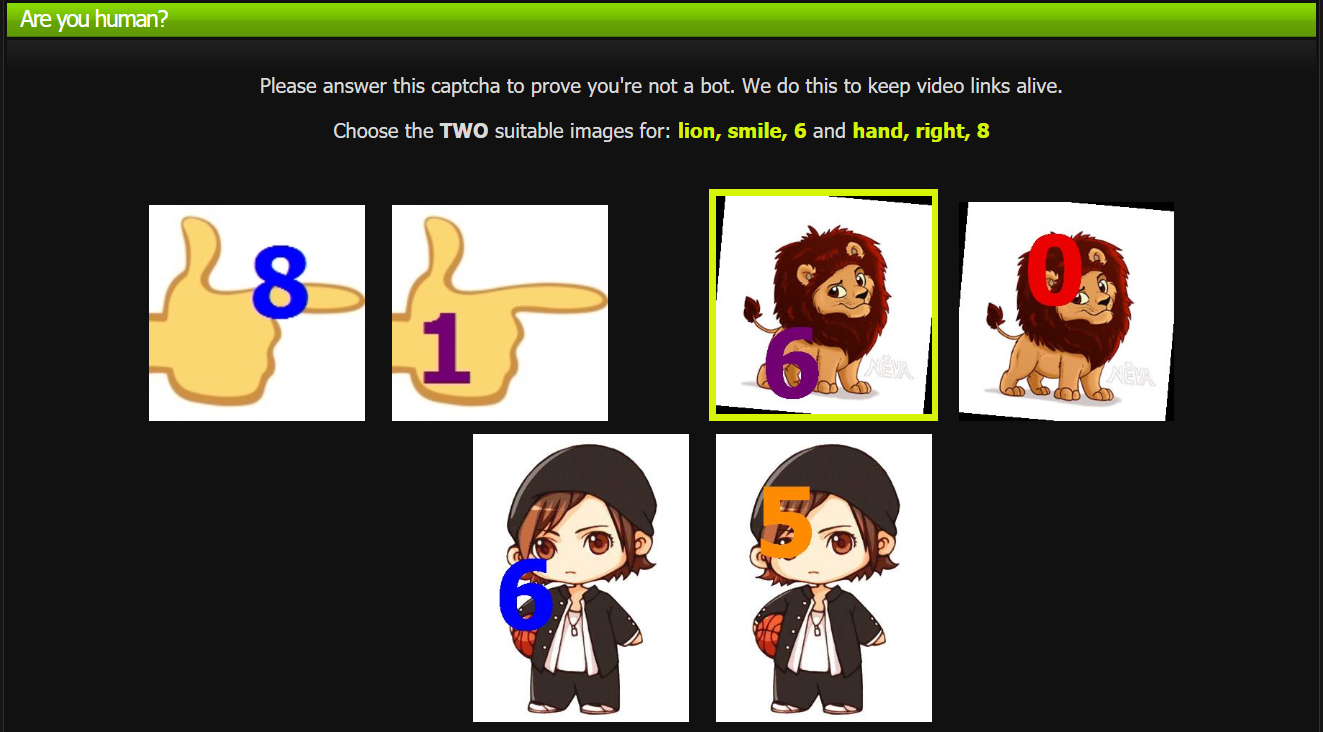 Are you human?
Please answer this captcha to prove you're not a bot. We do this to keep video links alive.
Choose the TWO suitable images for: lion, smile, 6 and hand, right, 8
8
1
6
NËYA
0
NËYA
6
5